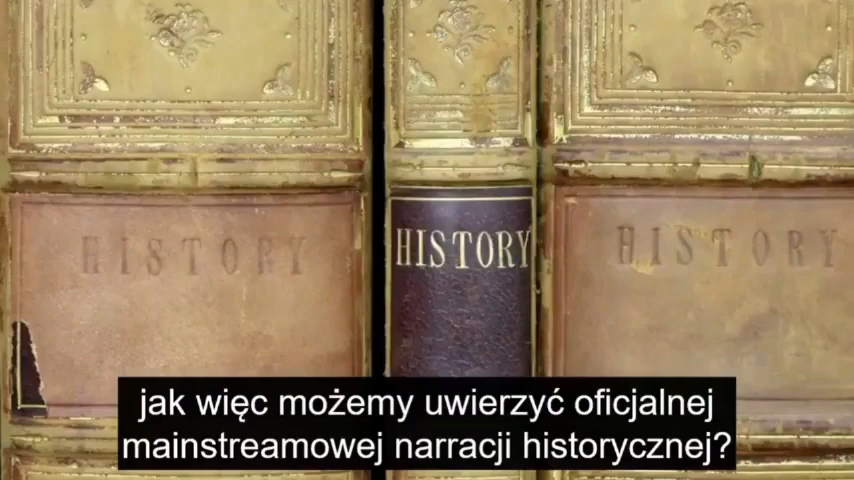 HISTORY
HISTORY
HISTORY
jak więc możemy uwierzyć oficjalnej
mainstreamowej narracji historycznej?